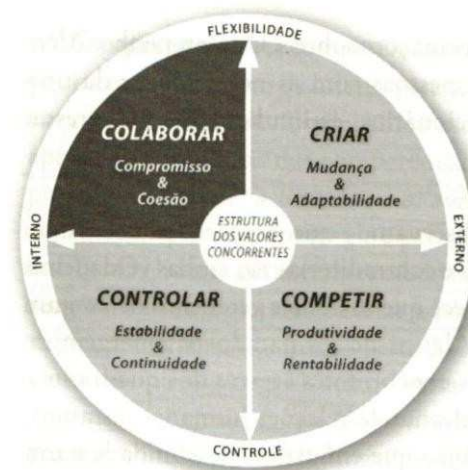 FLEXIBILIDADE
COLABORAR
Compromisso
&
Coesão
CRIAR
Mudança
&
Adaptabilidade
INTERNO
ESTRUTURA
DOS VALORES
CONCORRENTES
EXTERNO
CONTROLAR
Estabilidade
&
Continuidade
COMPETIR
Produtividade
&
Rentabilidade
CONTROLE